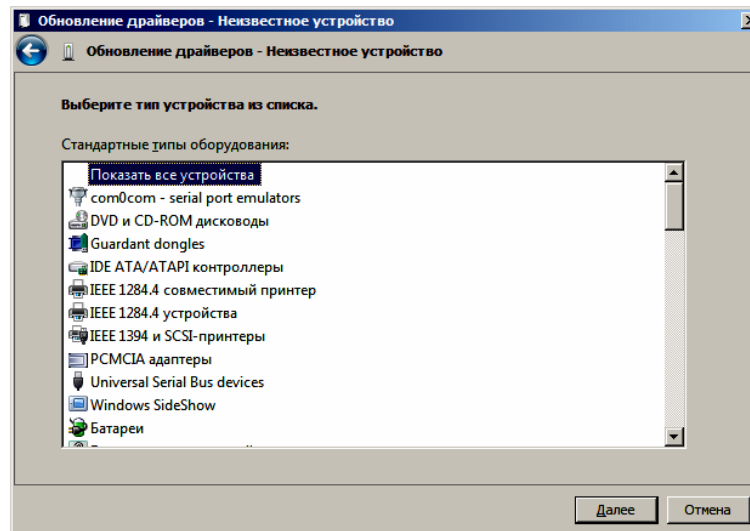 Обновление драйверов - Неизвестное устройство
Обновление драйверов - Неизвестное устройство
Выберите тип устройства из списка.
Стандартные типы оборудования:
Показать все устройства
com0com - serial port emulators
DVD и CD-ROM дисководы
Guardant dongles
IDE ATA/ATAPI контроллеры
IEEE 1284.4 совместимый принтер
IEEE 1284.4 устройства
IEEE 1394 и SCSI-принтеры
PCMCIA адаптеры
Universal Serial Bus devices
Windows SideShow
Батареи
Далее Отмена